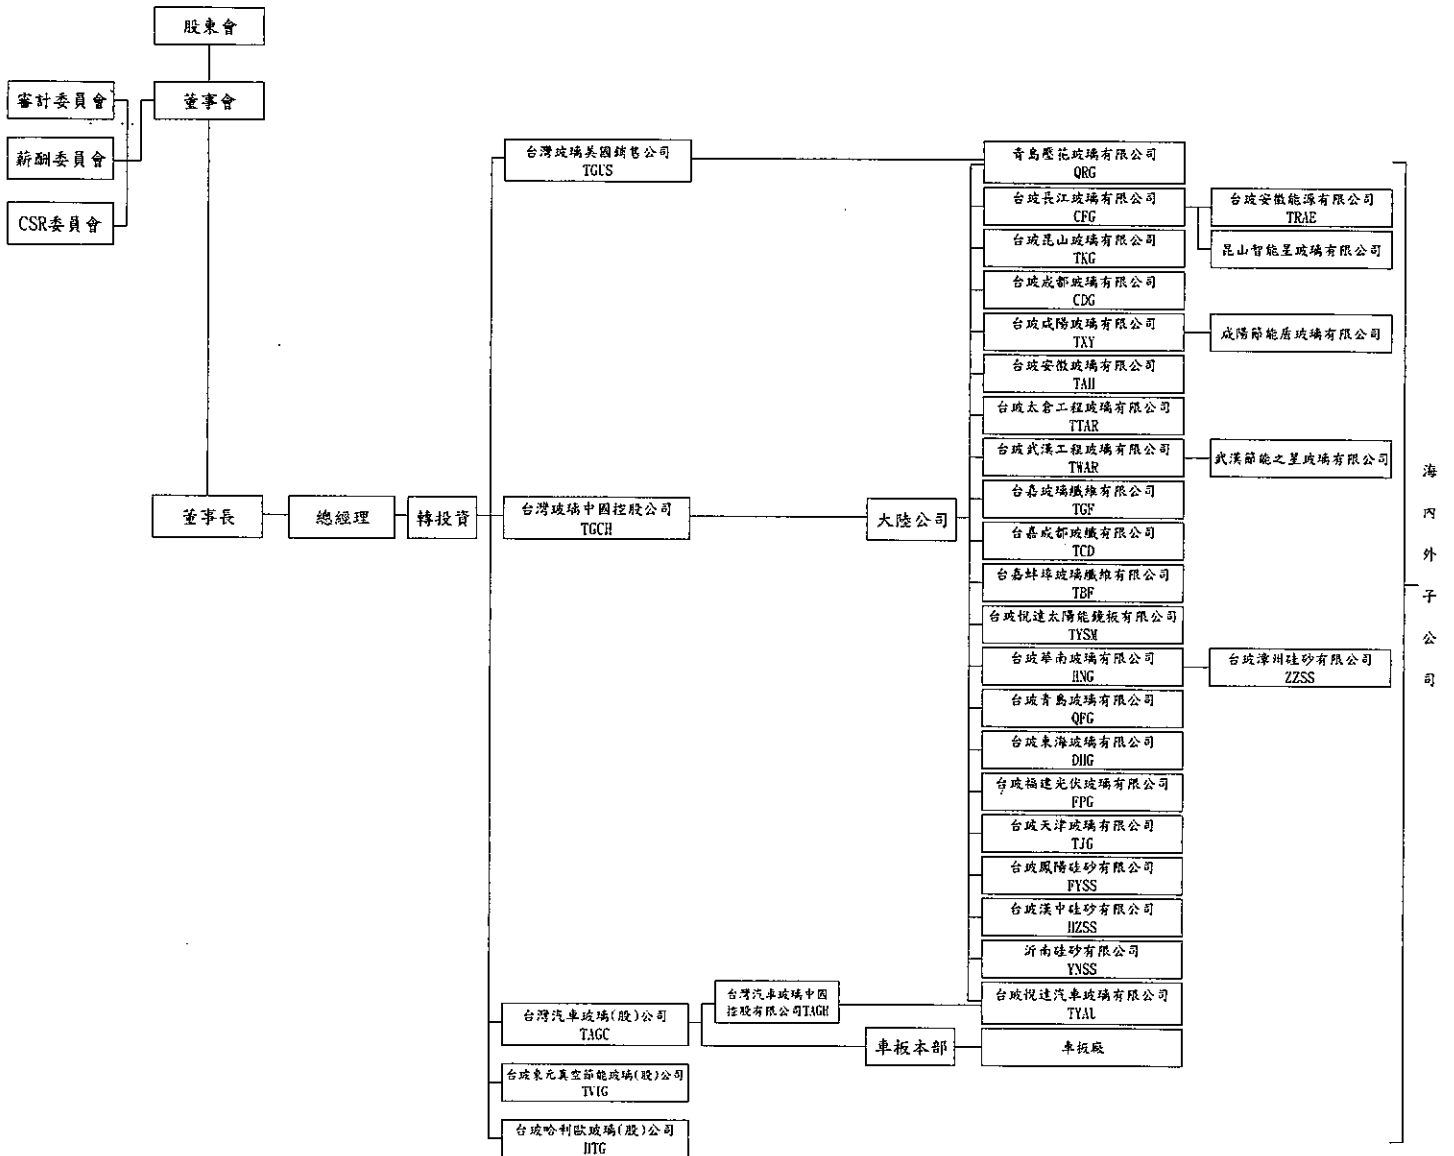 股東會
董事會
審計委員會
薪酬委員會
CSR委員會
董事長
總經理
轉投資
台灣玻璃美國銷售公司
TGUS
台灣玻璃中國控股公司
TGCH
台灣汽車玻璃(股)公司
TAGC
台玻東元真空節能玻璃(股)公司
TVIG
台玻哈利歐玻璃(股)公司
HTG
台灣汽車玻璃中國
控股有限公司TAGH
大陸公司
車板本部
青島壓花玻璃有限公司
QRG
台玻長江玻璃有限公司
CFG
台玻昆山玻璃有限公司
TKG
台玻成都玻璃有限公司
CDG
台玻咸陽玻璃有限公司
TXY
台玻安徽玻璃有限公司
TAH
台玻太倉工程玻璃有限公司
TTAR
台玻武漢工程玻璃有限公司
TWAR
台嘉玻璃纖維有限公司
TGF
台嘉成都玻纖有限公司
TCD
台嘉蚌埠玻璃纖維有限公司
TBF
台玻悅達太陽能鏡板有限公司
TYSM
台玻華南玻璃有限公司
HNG
台玻青島玻璃有限公司
QFG
台玻東海玻璃有限公司
DHG
台玻福建光伏玻璃有限公司
FPG
台玻天津玻璃有限公司
TJG
台玻鳳陽硅砂有限公司
FYSS
台玻漢中硅砂有限公司
HZSS
沂南硅砂有限公司
YNSS
台玻悅達汽車玻璃有限公司
TYAU
車板廠
台玻安徽能源有限公司
TRAE
昆山智能星玻璃有限公司
咸陽節能盾玻璃有限公司
武漢節能之星玻璃有限公司
台玻漳州硅砂有限公司
ZZSS
海內外子公司